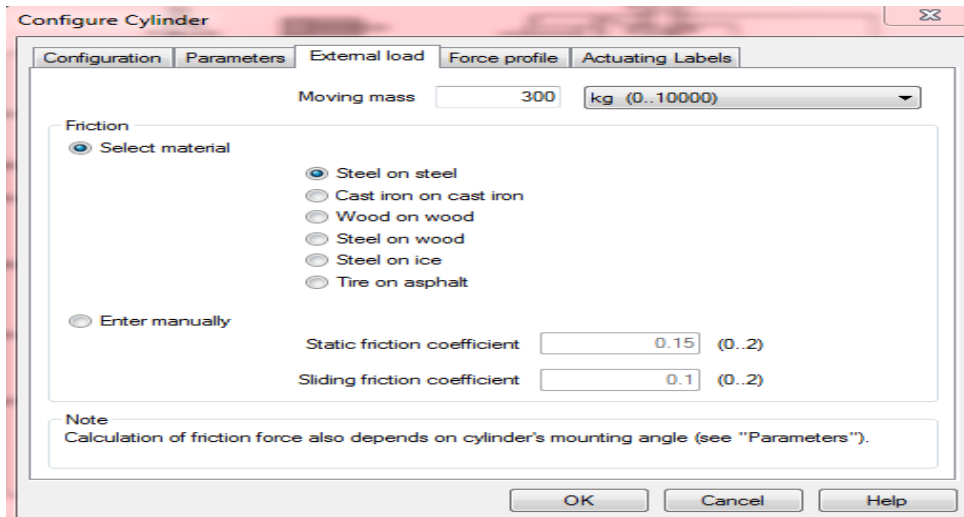 Configure Cylinder
Configuration Parameters External load Force profile Actuating Labels
Moving mass 300 kg (0..10000)
Friction
Select material
Steel on steel
Cast iron on cast iron
Wood on wood
Steel on wood
Steel on ice
Tire on asphalt
Enter manually
Static friction coefficient 0.15 (0..2)
Sliding friction coefficient 0.1 (0..2)
Note
Calculation of friction force also depends on cylinder's mounting angle (see "Parameters").
OK Cancel Help